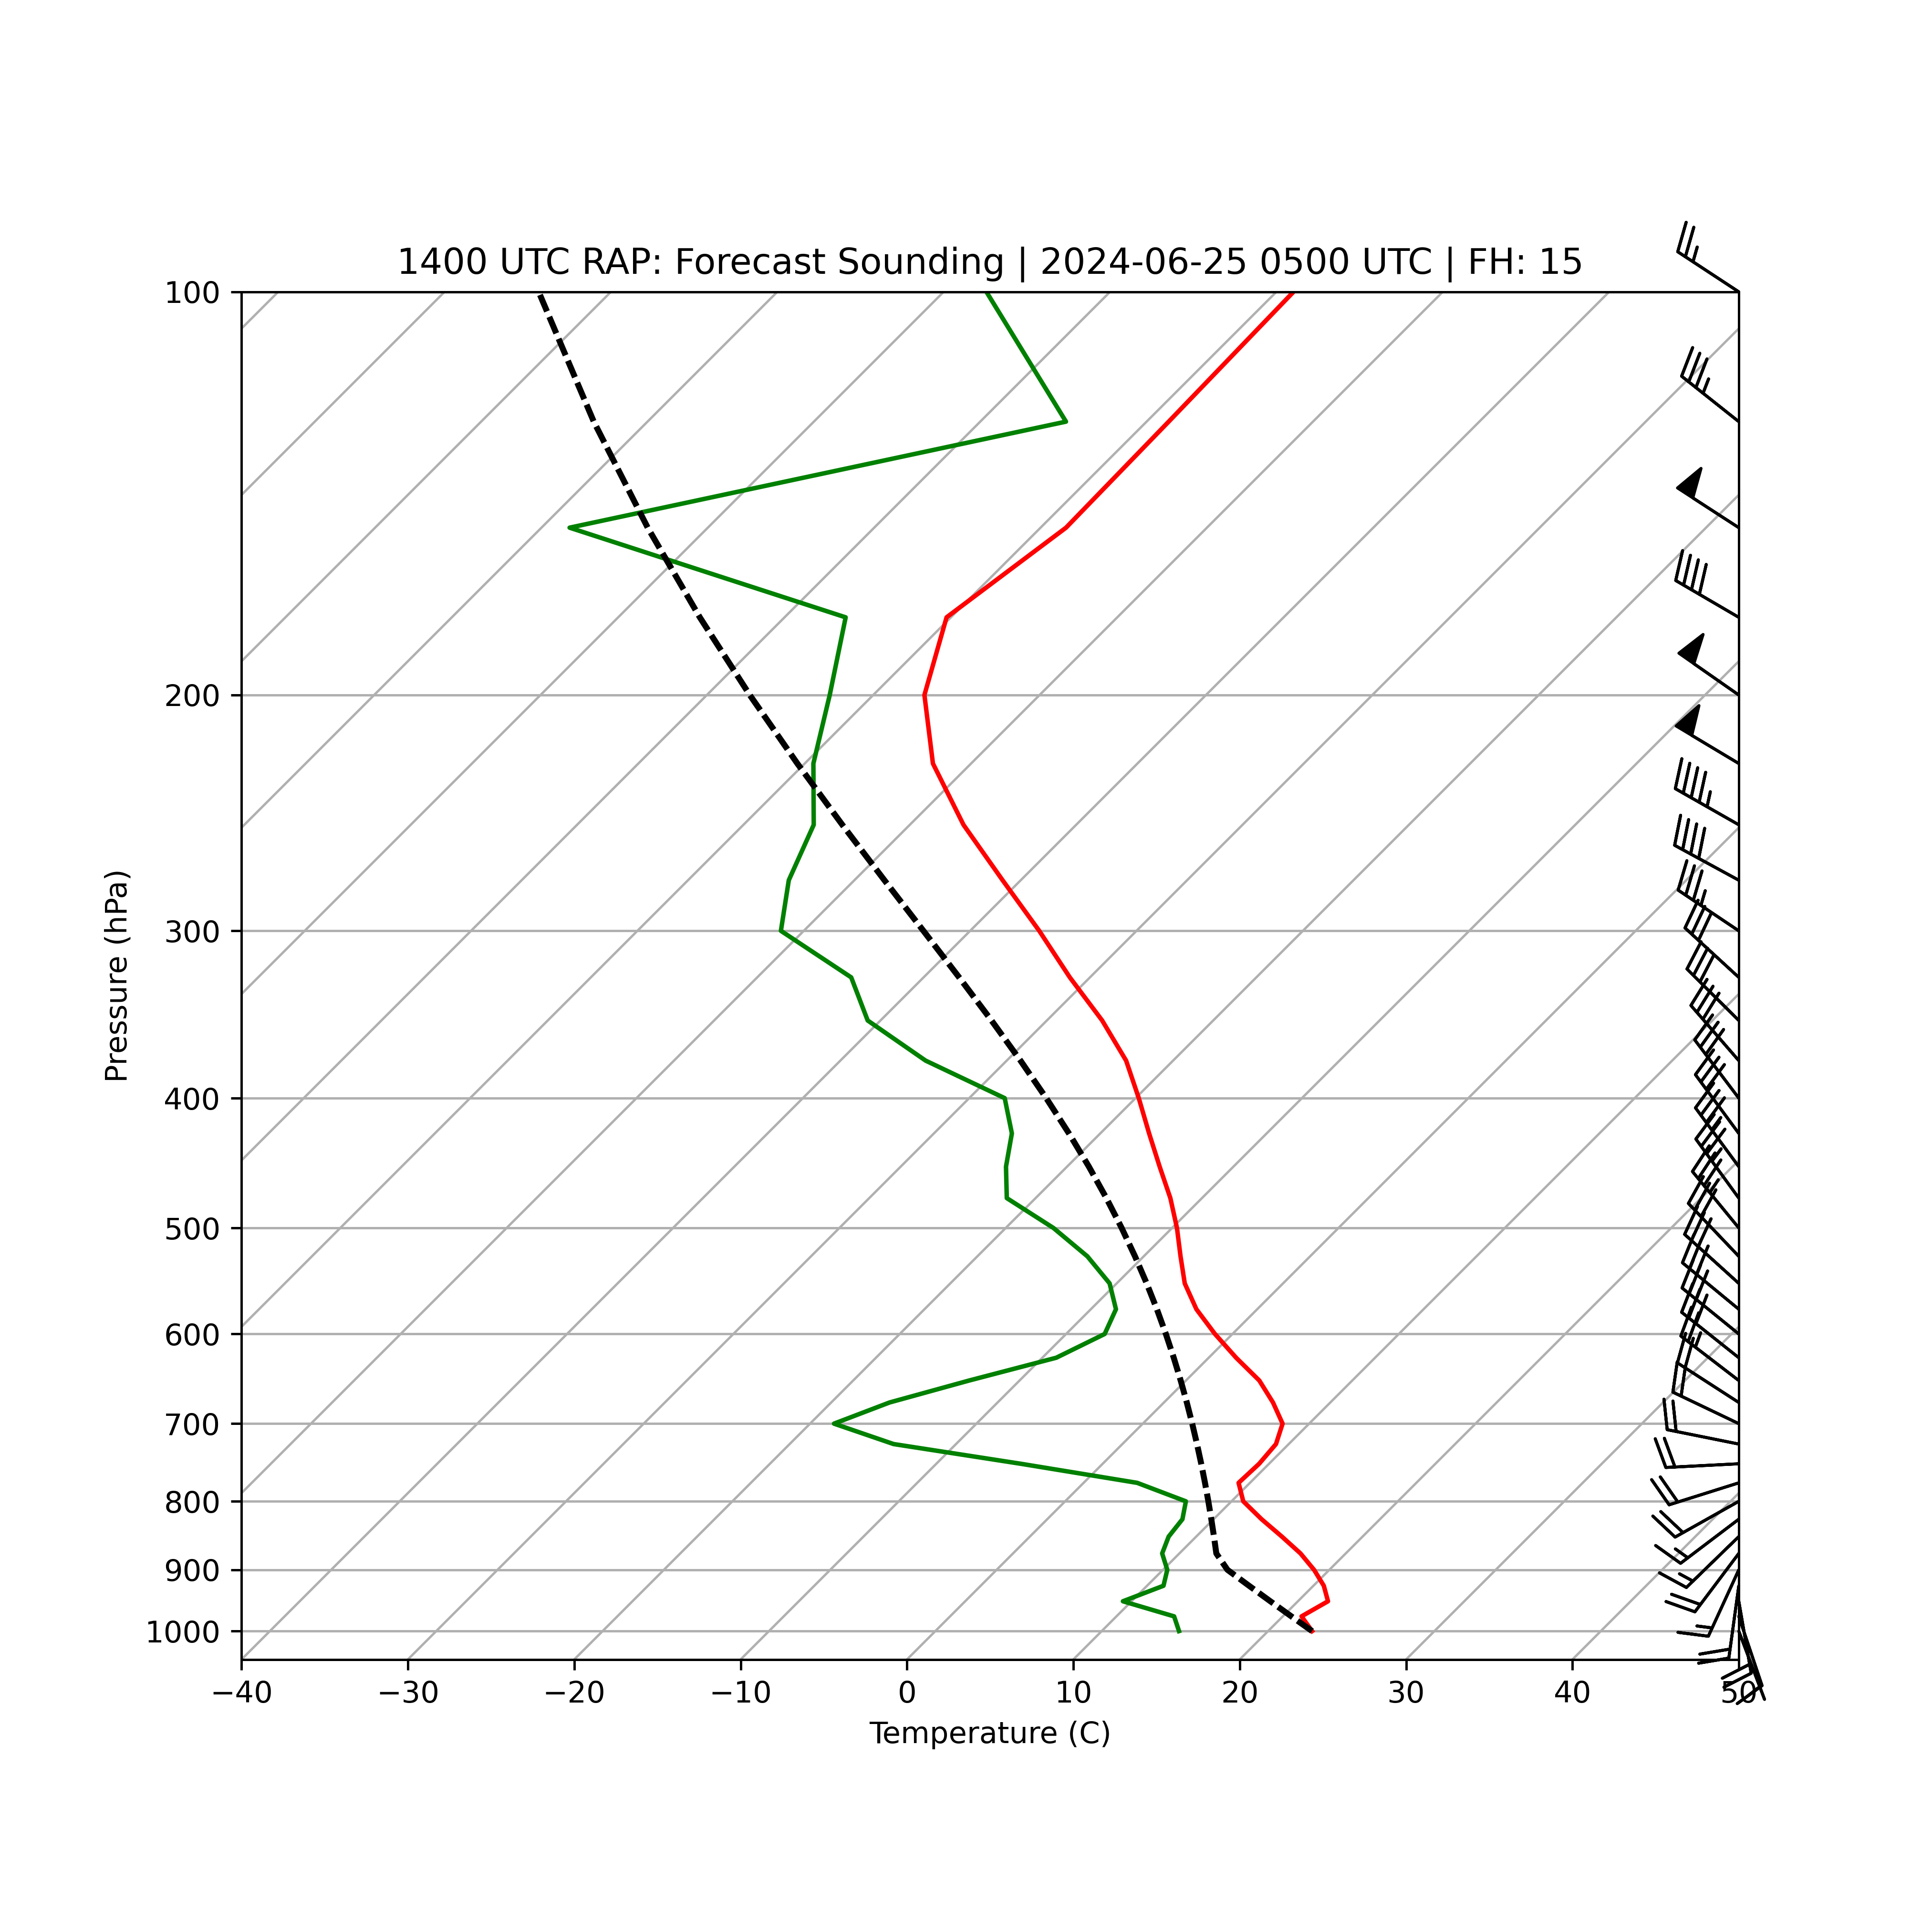 1400 UTC RAP: Forecast Sounding | 2024-06-25 0500 UTC | FH: 15
100
200
300
400
500
600
700
800
900
1000
Pressure (hPa)
−40 −30 −20 −10 0 10 20 30 40 50
Temperature (C)